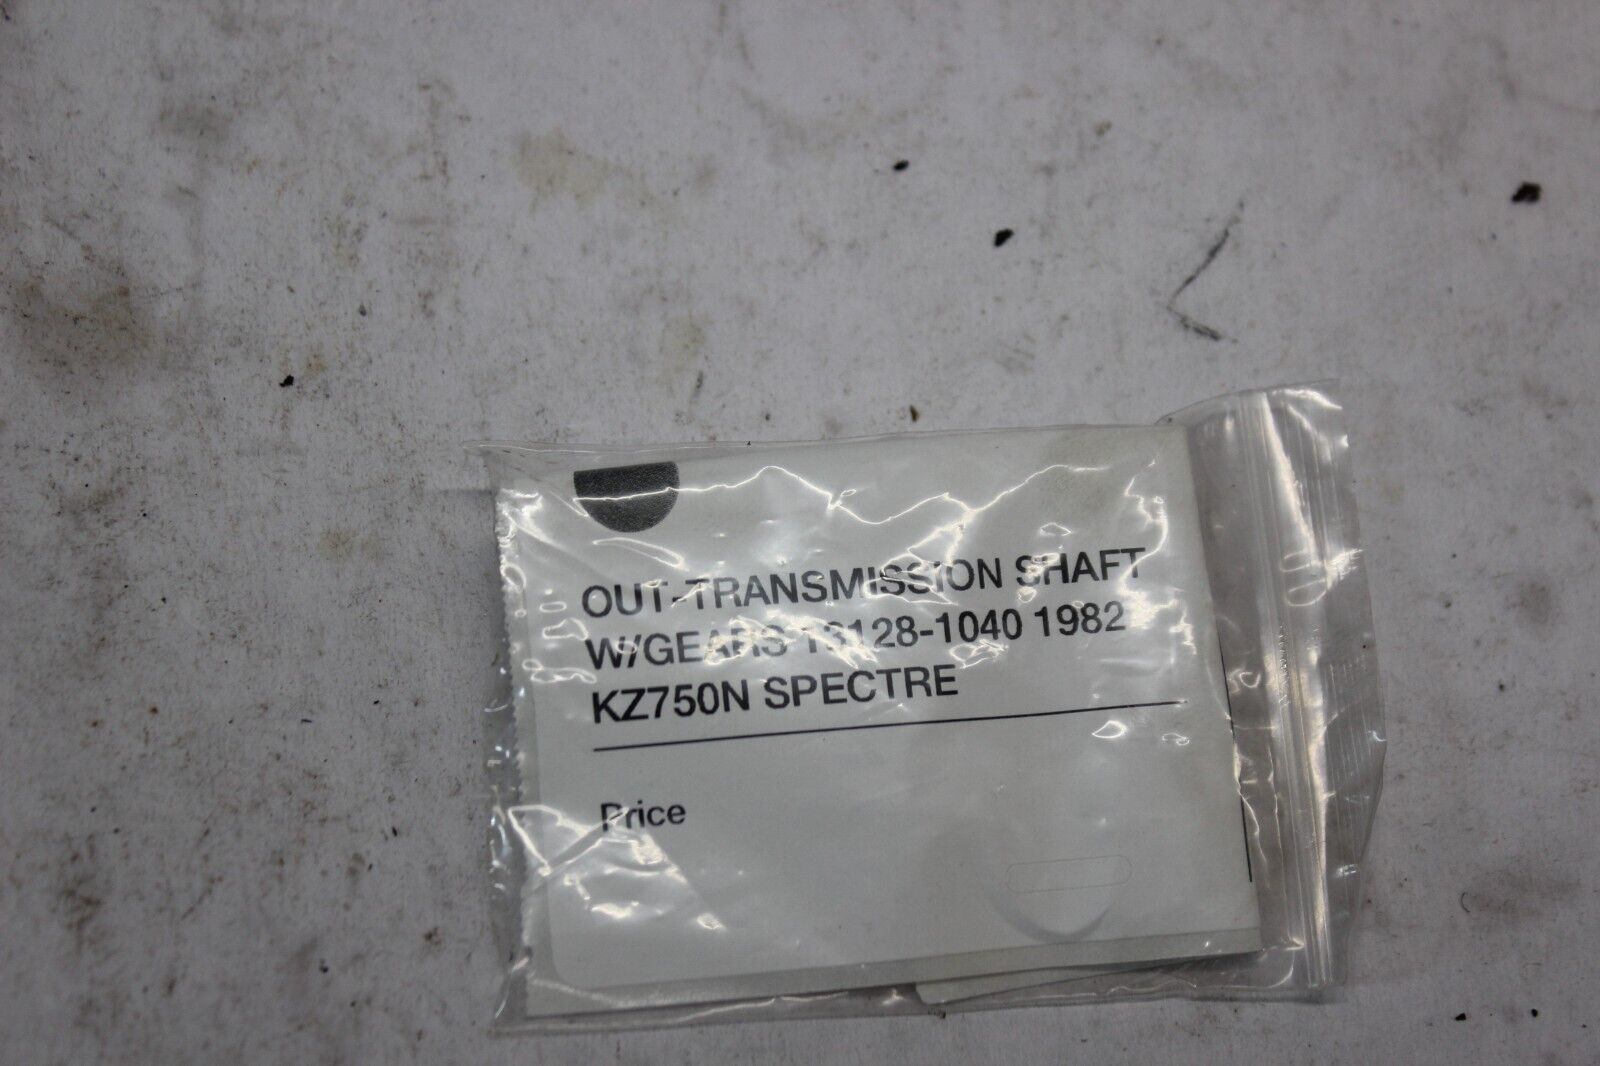 OUT-TRANSMISSION SHAFT
W/GEARS 13128-1040 1982
KZ750N SPECTRE
Price